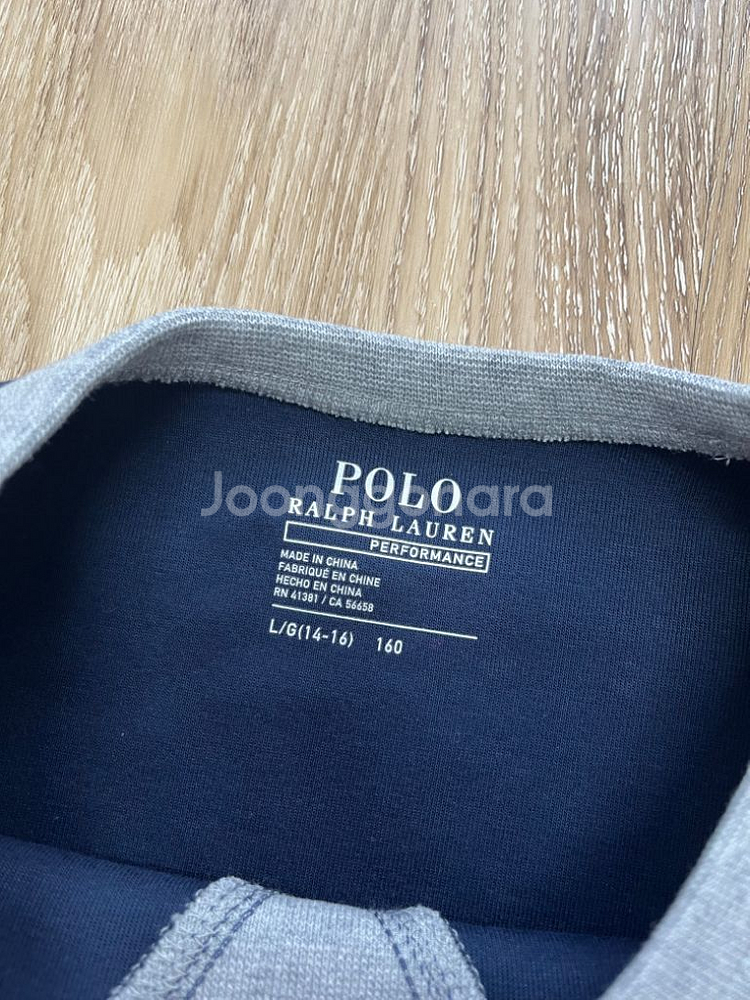 POLO
RALPH LAUREN
PERFORMANCE
MADE IN CHINA
FABRIQUÉ EN CHINE
HECHO EN CHINA
RN 41381 / CA 56658
L/G(14-16) 160
Joonggonara